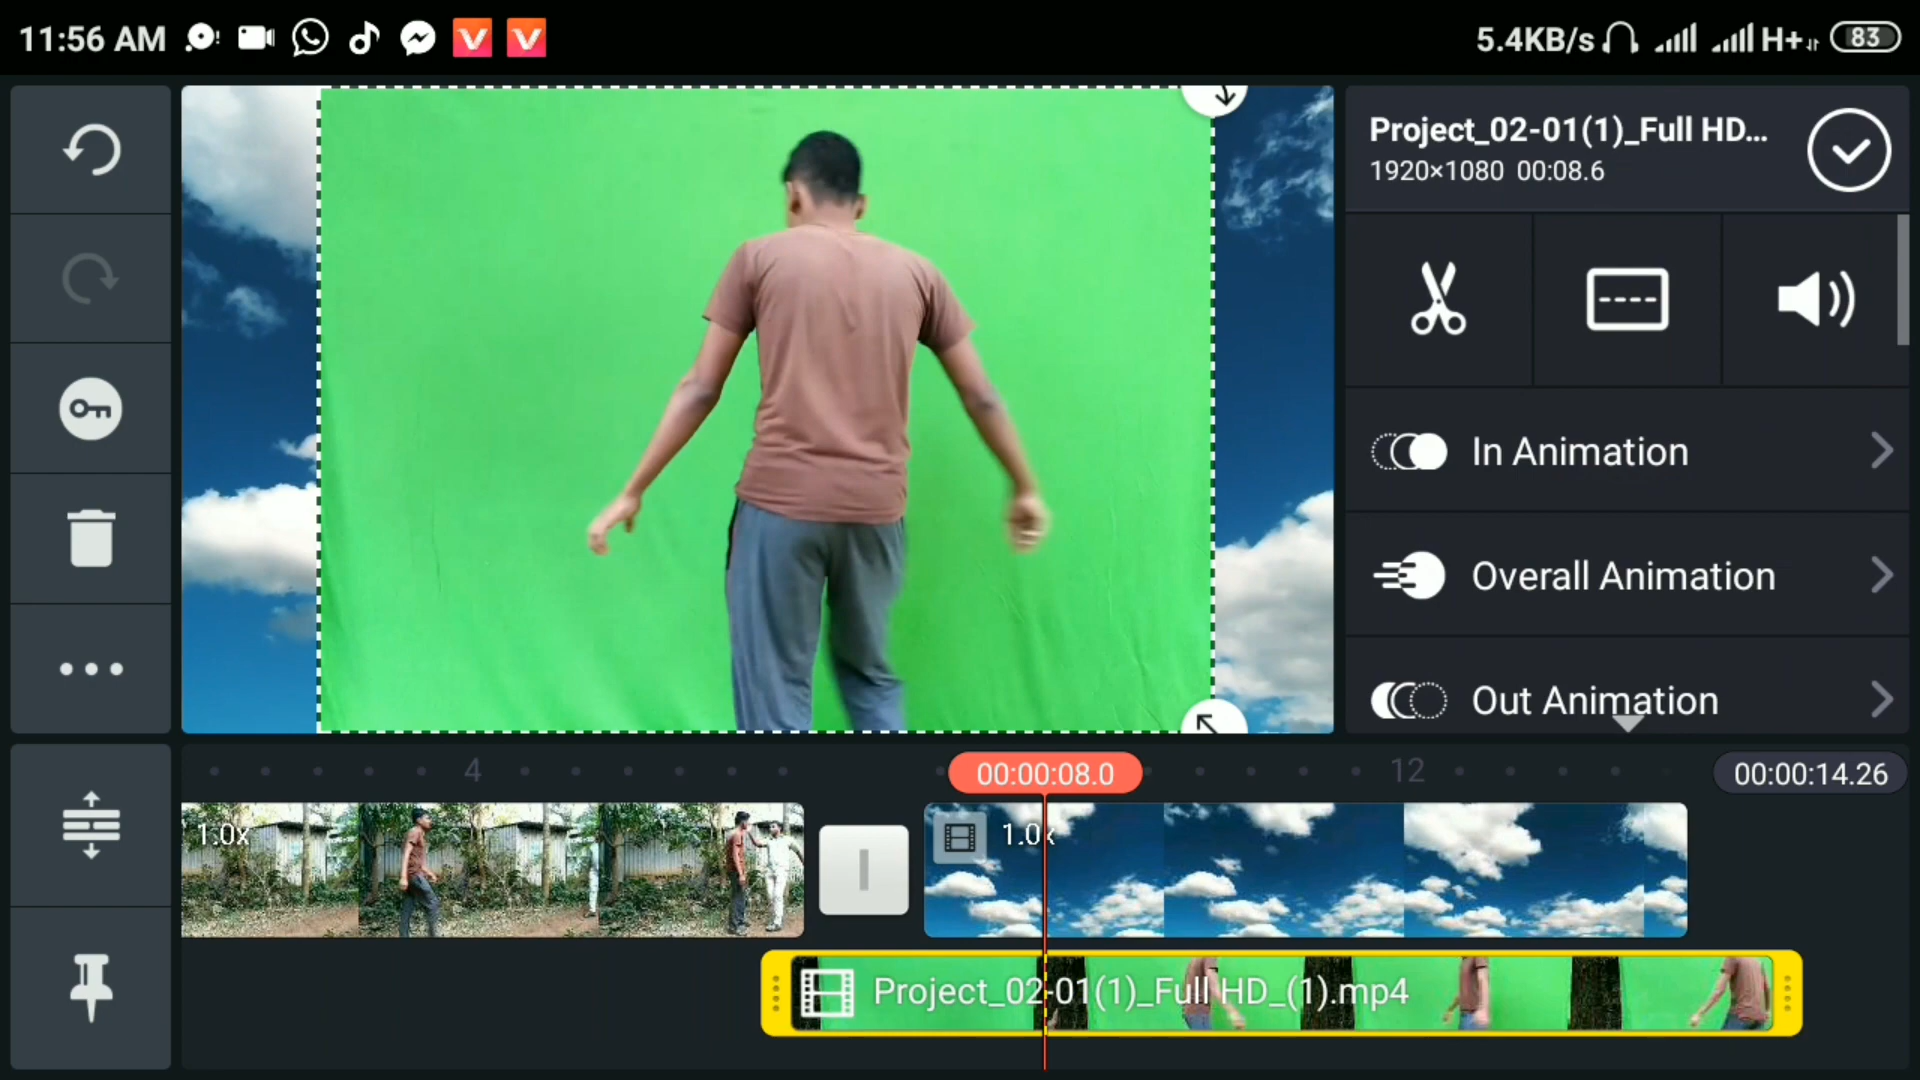 11:56 AM
5.4KB/s
H+
83
Project_02-01(1)_Full HD...
1920×1080 00:08.6
In Animation
Overall Animation
Out Animation
4
00:00:08.0
12
00:00:14.26
1.0x
1.0x
Project_02-01(1)_Full HD_(1).mp4